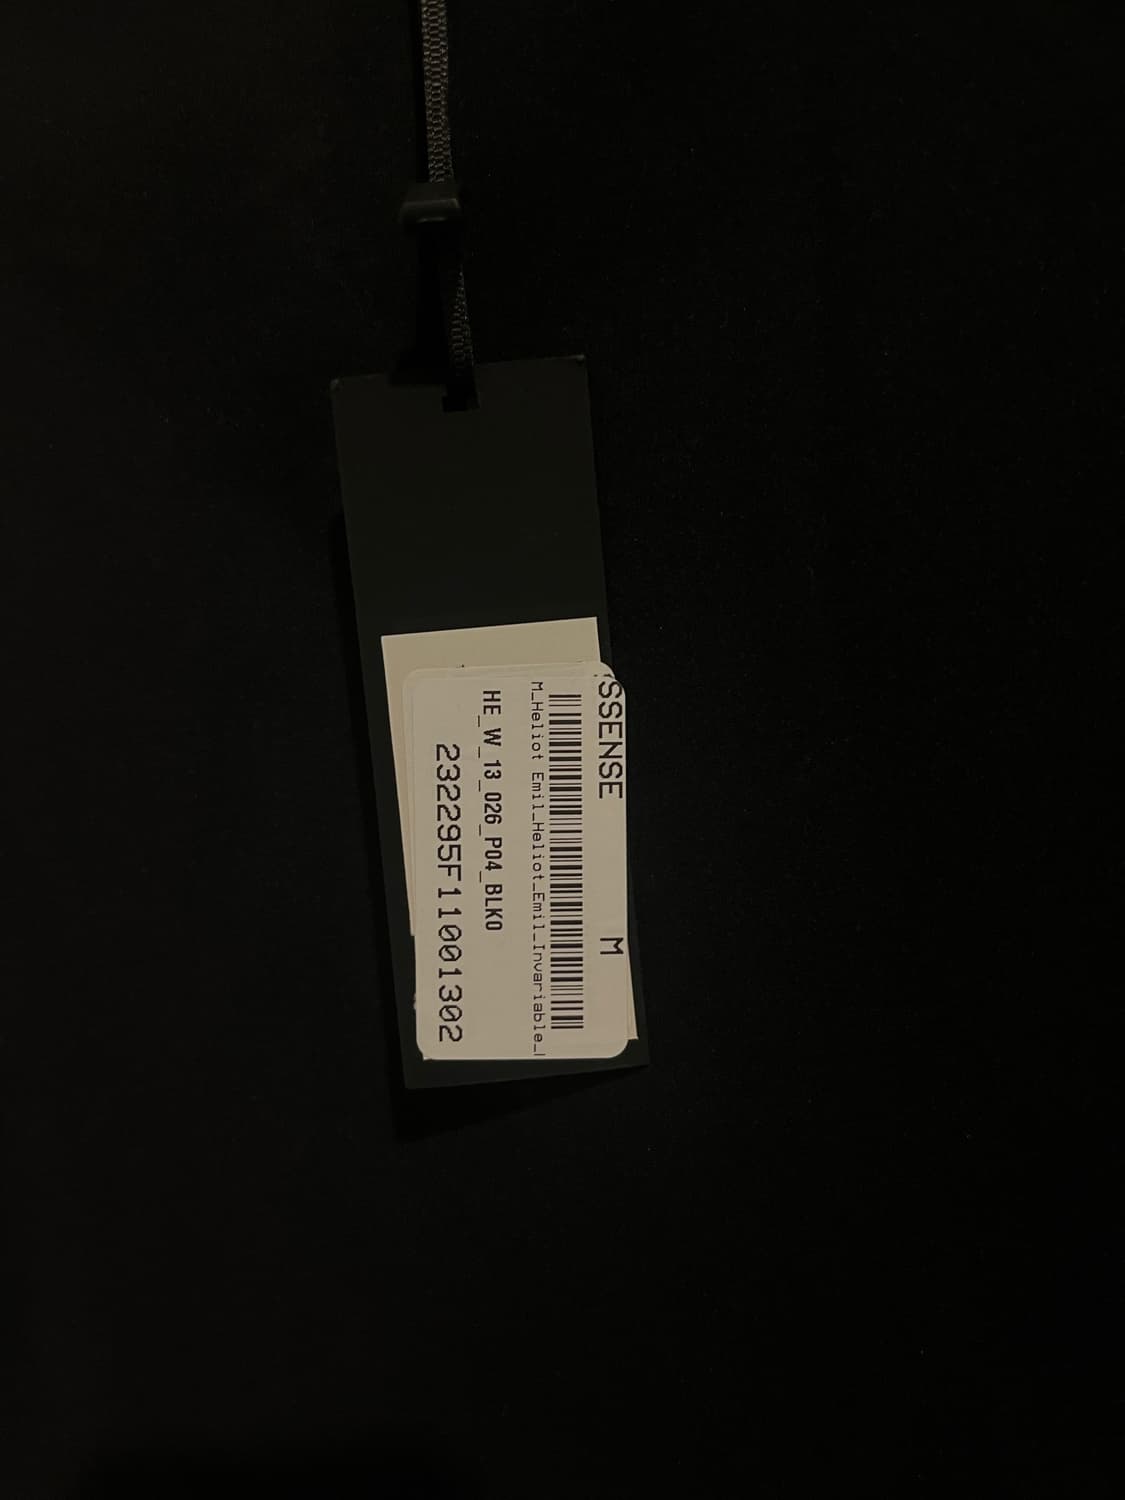 SSENSE M
M_Heliot Emil_Heliot_Emil_Invariable_
HE_W_13_026_P04_BLK0
232295F11001302